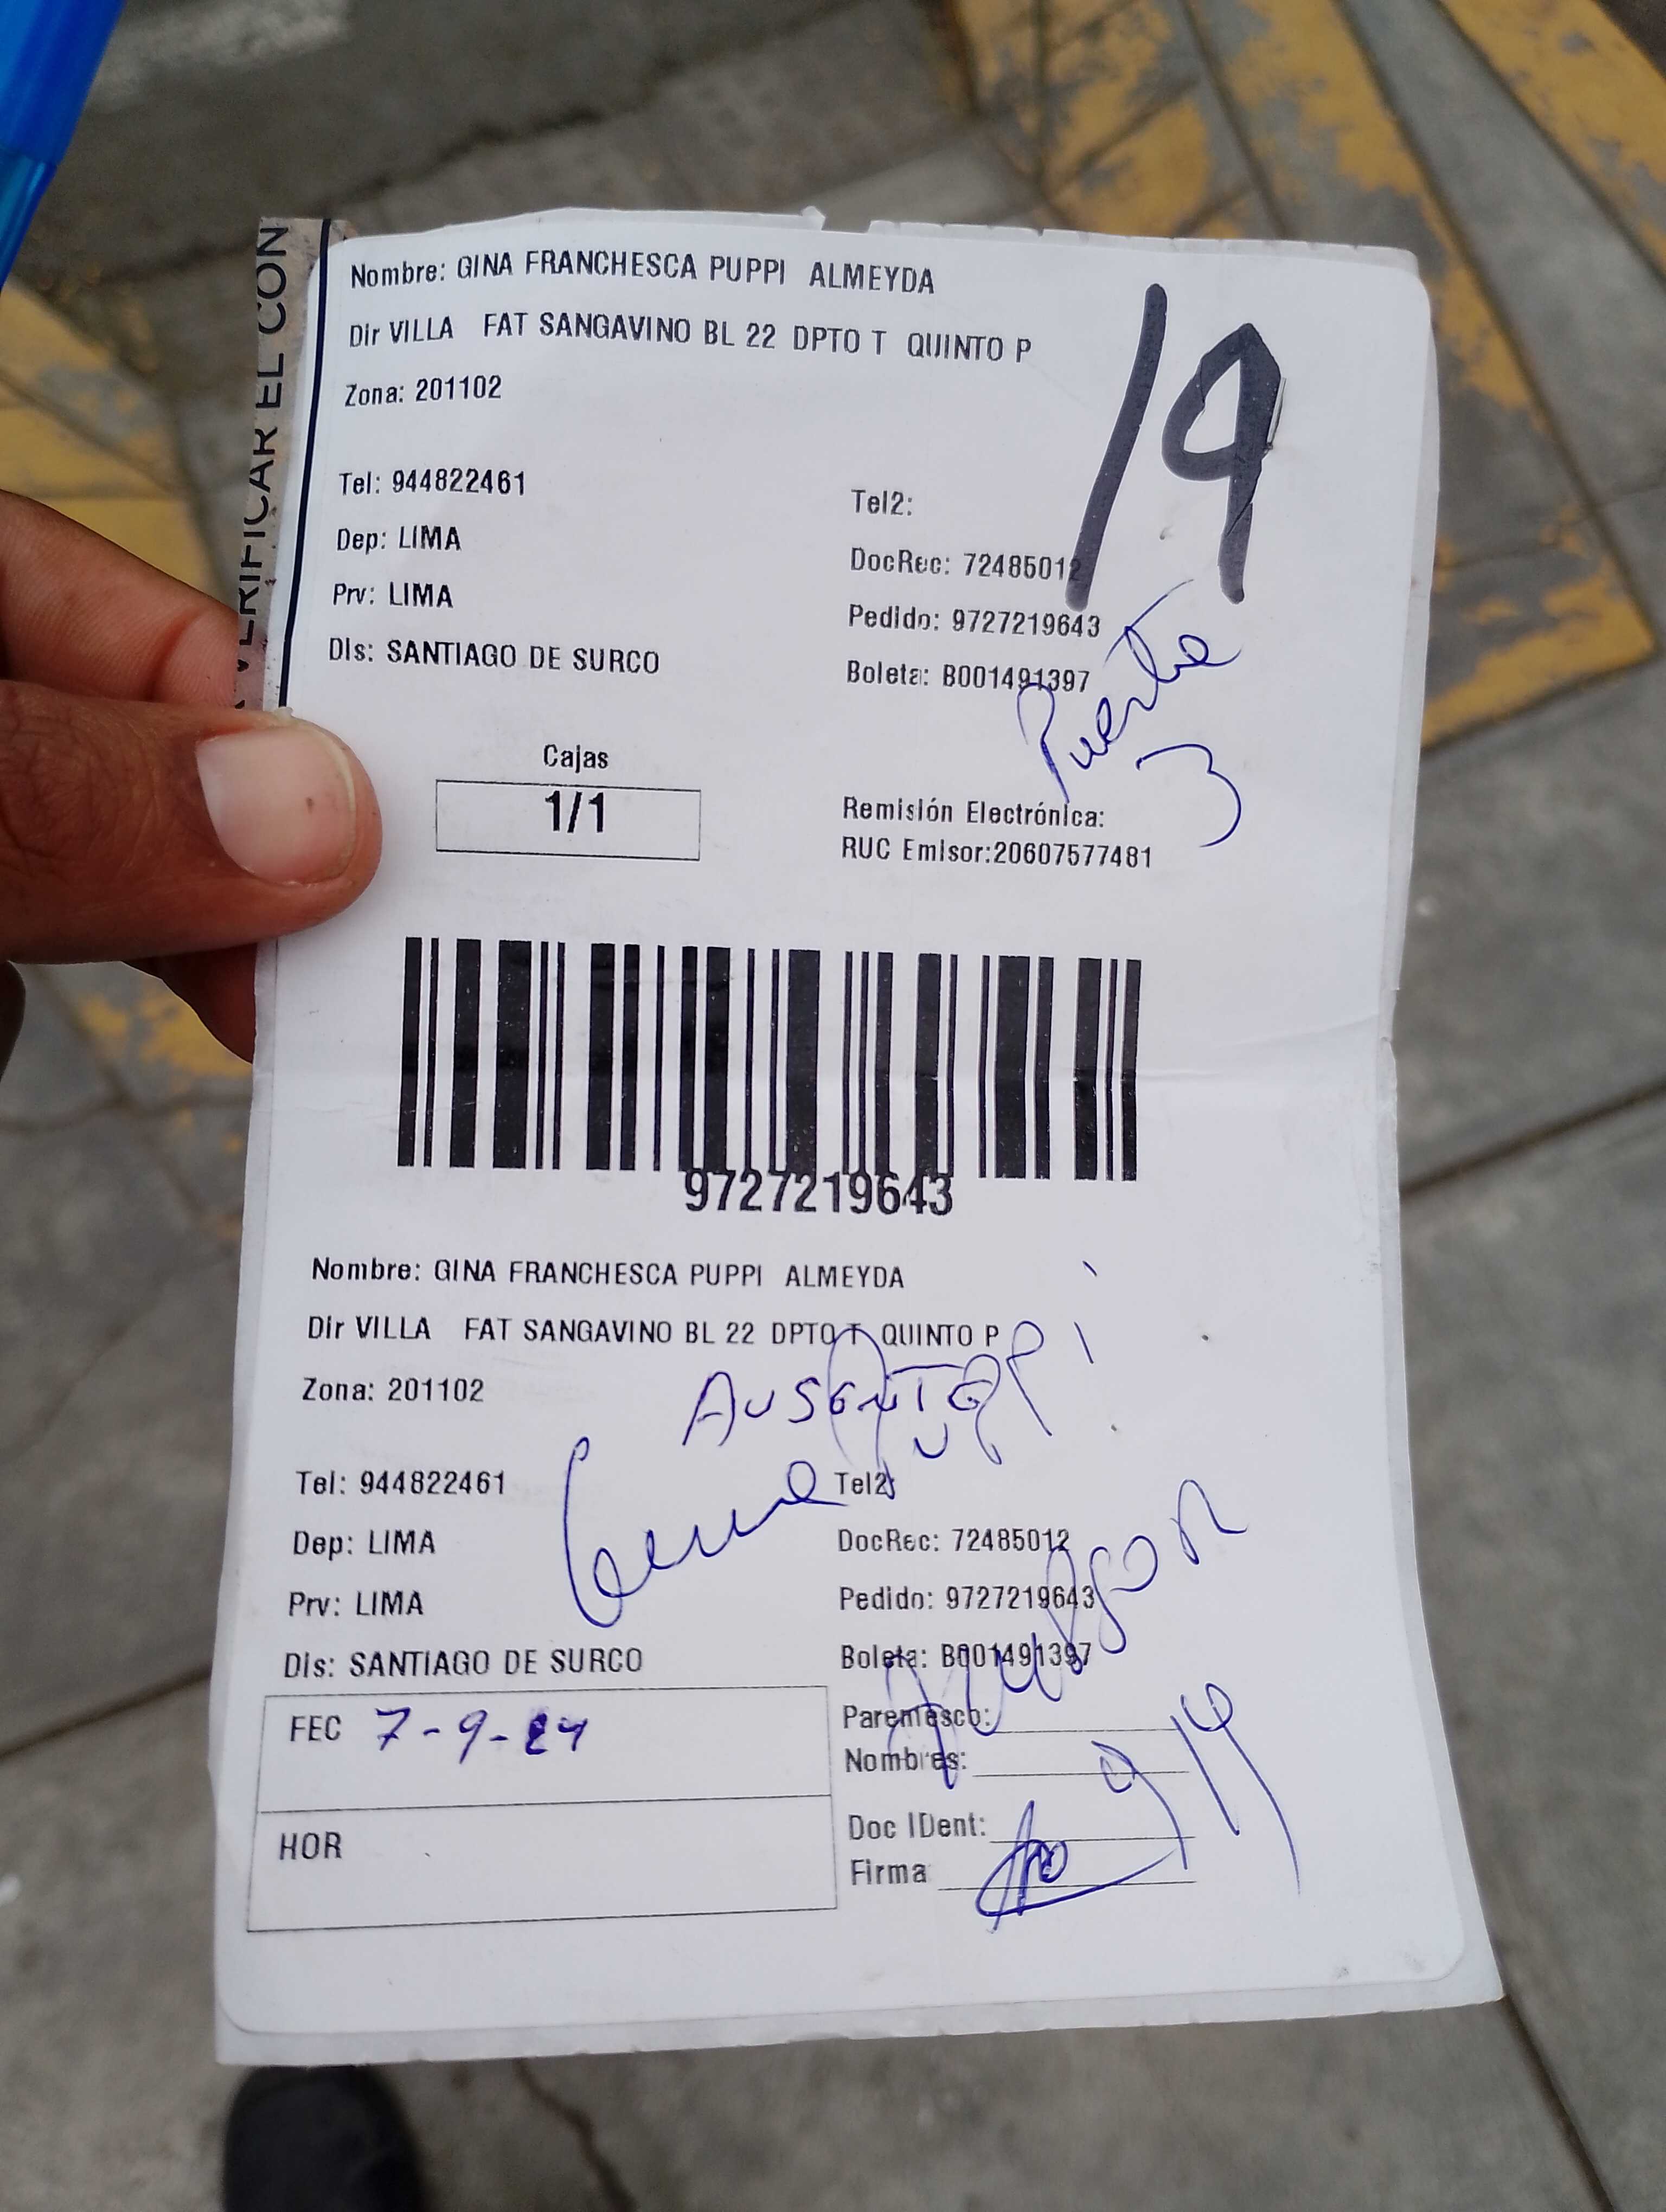 VERIFICAR EL CON
Nombre: GINA FRANCHESCA PUPPI ALMEYDA
Dir VILLA FAT SANGAVINO BL 22 DPTO T QUINTO P
Zona: 201102
19
Tel: 944822461
Tel2:
Dep: LIMA
DocRec: 72485012
Prv: LIMA
Pedido: 9727219643
Dis: SANTIAGO DE SURCO
Boleta: B001491397
Puerta
3
Cajas
1/1
Remisión Electrónica:
RUC Emisor:20607577481
9727219643
Nombre: GINA FRANCHESCA PUPPI ALMEYDA
Dir VILLA FAT SANGAVINO BL 22 DPTO T QUINTO P
Zona: 201102
AUSENTE
Tel: 944822461
Tel2:
Dep: LIMA
DocRec: 72485012
Prv: LIMA
Pedido: 9727219643
Dis: SANTIAGO DE SURCO
Boleta: B001491397
FEC 7-9-24
Parentesco:
Nombres:
HOR
Doc IDent:
Firma